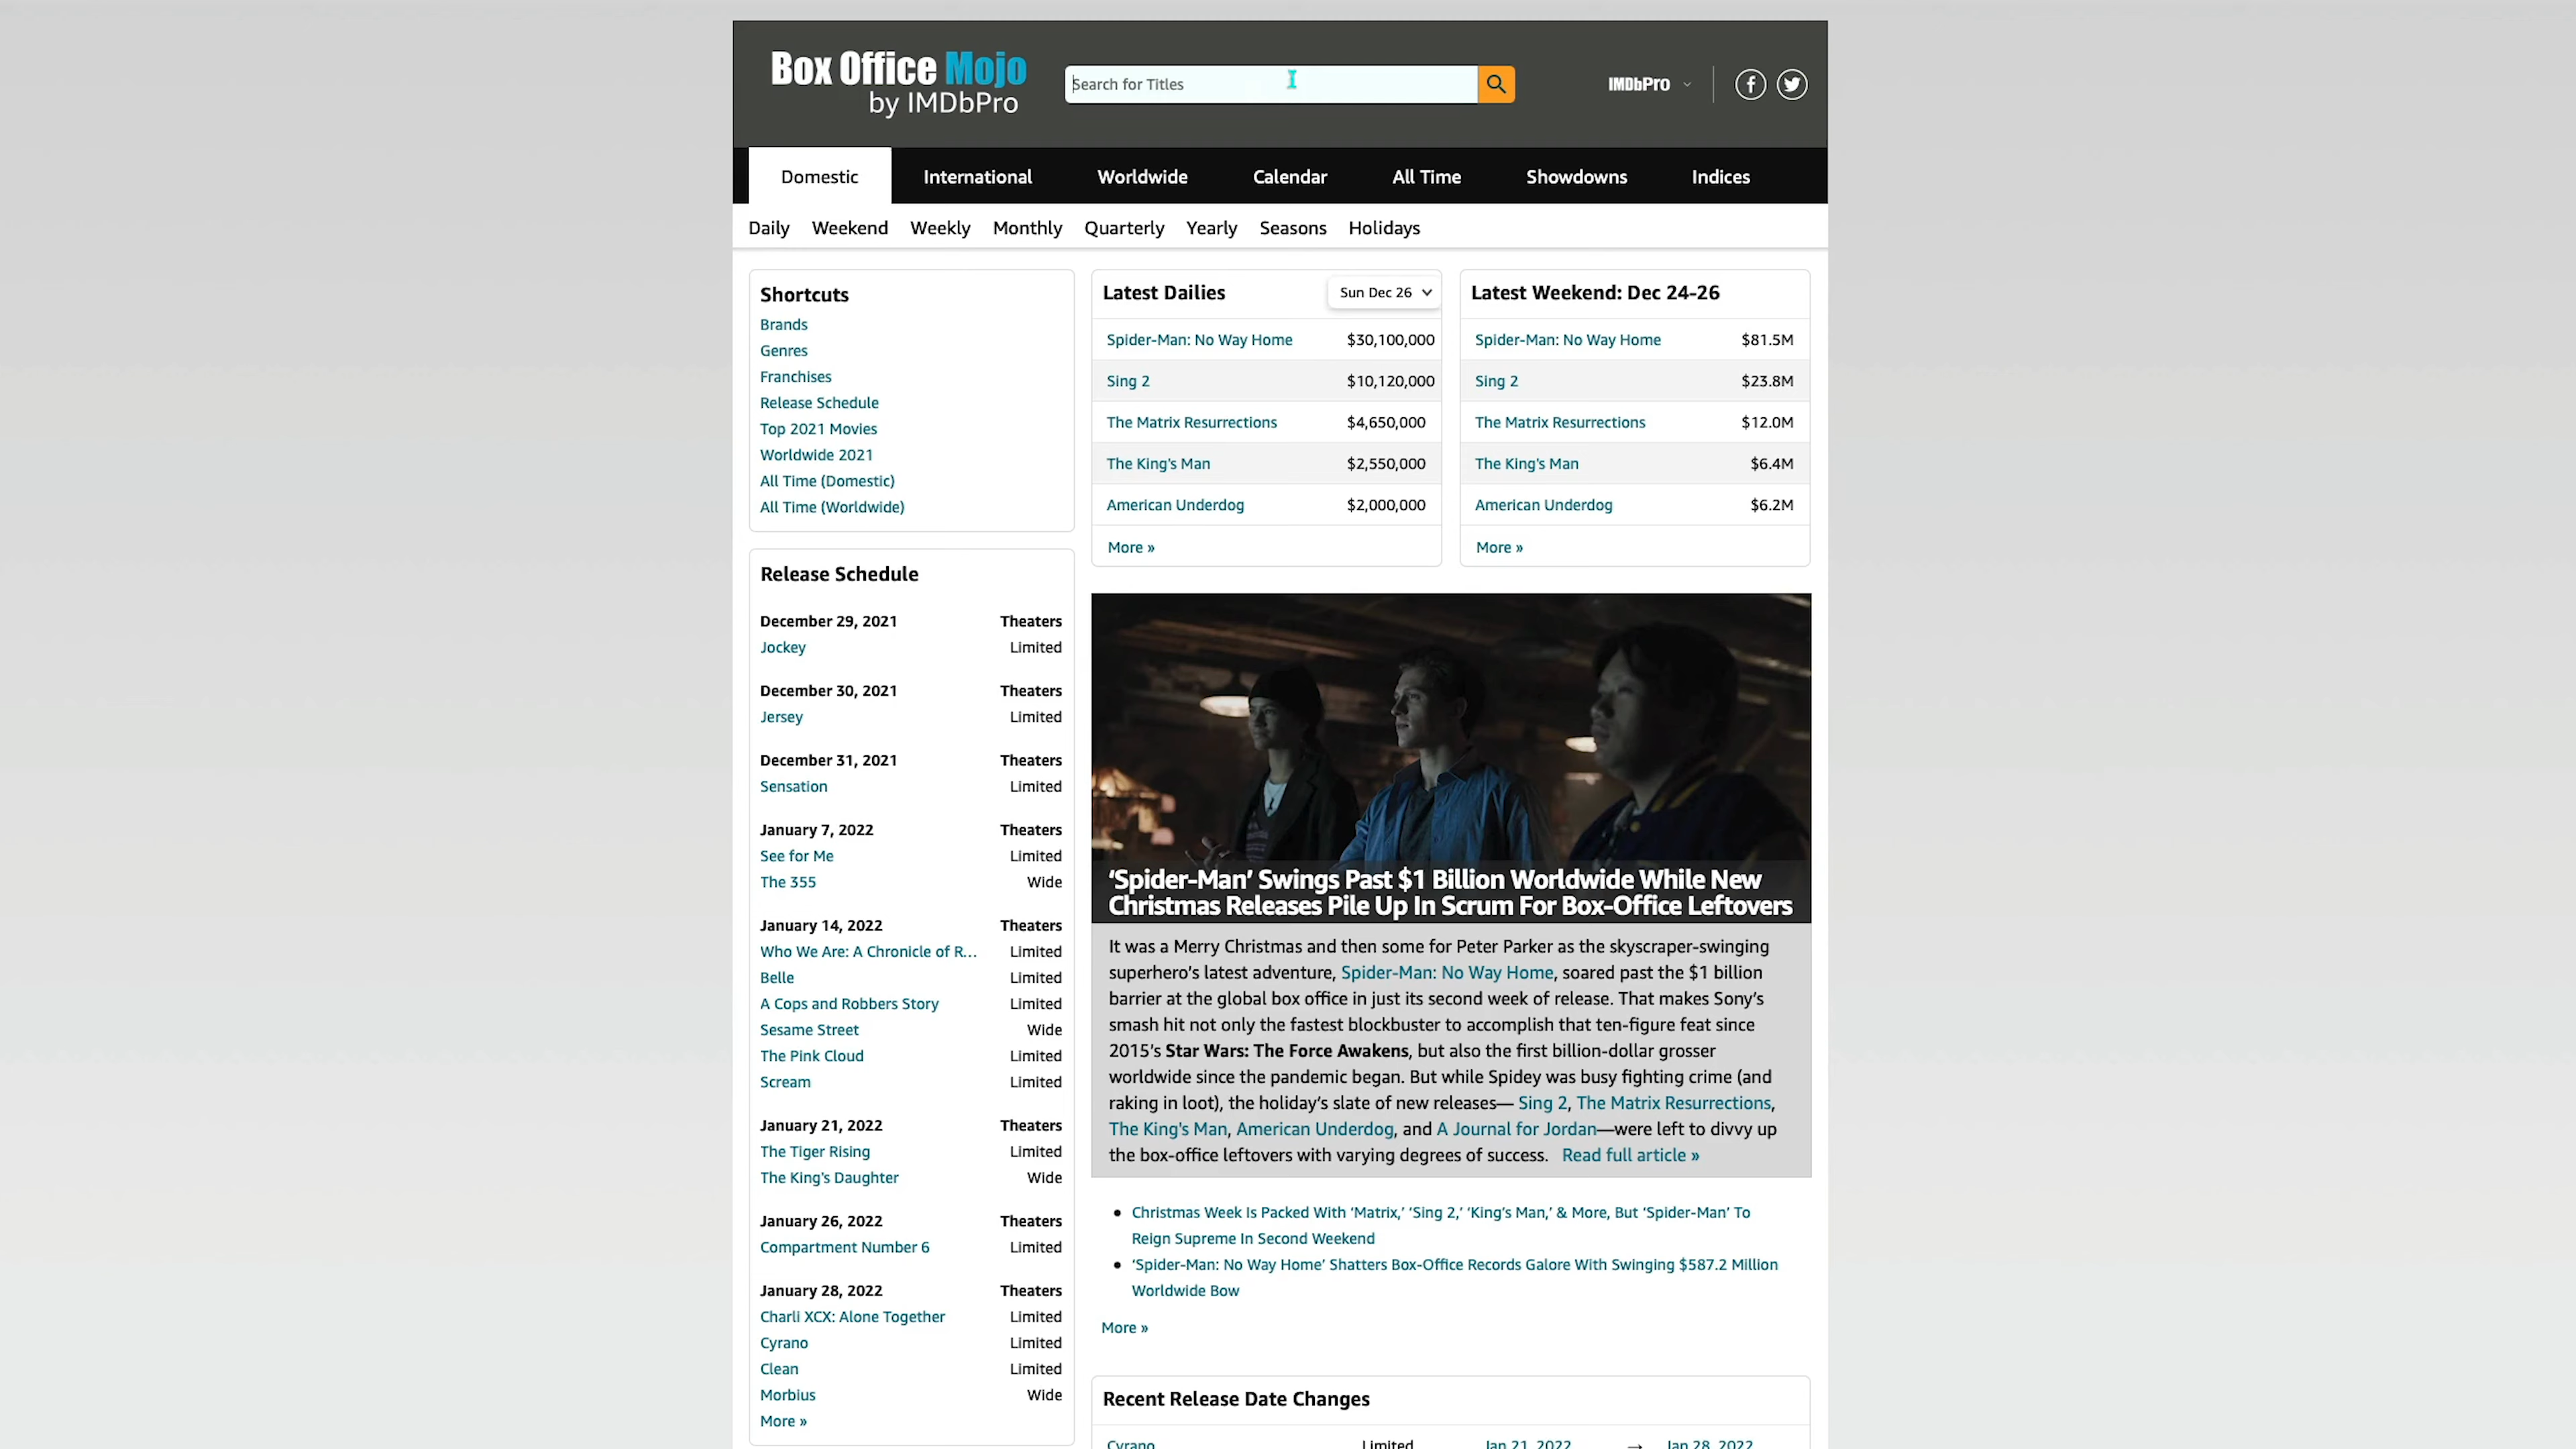 Box Office Mojo
by IMDbPro
Search for Titles
IMDbPro
Domestic International Worldwide Calendar All Time Showdowns Indices
Daily Weekend Weekly Monthly Quarterly Yearly Seasons Holidays
Shortcuts
Brands
Genres
Franchises
Release Schedule
Top 2021 Movies
Worldwide 2021
All Time (Domestic)
All Time (Worldwide)
Release Schedule
December 29, 2021 Theaters
Jockey Limited
December 30, 2021 Theaters
Jersey Limited
December 31, 2021 Theaters
Sensation Limited
January 7, 2022 Theaters
See for Me Limited
The 355 Wide
January 14, 2022 Theaters
Who We Are: A Chronicle of R... Limited
Belle Limited
A Cops and Robbers Story Limited
Sesame Street Wide
The Pink Cloud Limited
Scream Limited
January 21, 2022 Theaters
The Tiger Rising Limited
The King's Daughter Wide
January 26, 2022 Theaters
Compartment Number 6 Limited
January 28, 2022 Theaters
Charli XCX: Alone Together Limited
Cyrano Limited
Clean Limited
Morbius Wide
More »
Latest Dailies Sun Dec 26
Spider-Man: No Way Home $30,100,000
Sing 2 $10,120,000
The Matrix Resurrections $4,650,000
The King's Man $2,550,000
American Underdog $2,000,000
More »
Latest Weekend: Dec 24-26
Spider-Man: No Way Home $81.5M
Sing 2 $23.8M
The Matrix Resurrections $12.0M
The King's Man $6.4M
American Underdog $6.2M
More »
‘Spider-Man’ Swings Past $1 Billion Worldwide While New
Christmas Releases Pile Up In Scrum For Box-Office Leftovers
It was a Merry Christmas and then some for Peter Parker as the skyscraper-swinging
superhero’s latest adventure, Spider-Man: No Way Home, soared past the $1 billion
barrier at the global box office in just its second week of release. That makes Sony’s
smash hit not only the fastest blockbuster to accomplish that ten-figure feat since
2015’s Star Wars: The Force Awakens, but also the first billion-dollar grosser
worldwide since the pandemic began. But while Spidey was busy fighting crime (and
raking in loot), the holiday’s slate of new releases— Sing 2, The Matrix Resurrections,
The King's Man, American Underdog, and A Journal for Jordan—were left to divvy up
the box-office leftovers with varying degrees of success. Read full article »
• Christmas Week Is Packed With ‘Matrix,’ ‘Sing 2,’ ‘King’s Man,’ & More, But ‘Spider-Man’ To
Reign Supreme In Second Weekend
• ‘Spider-Man: No Way Home’ Shatters Box-Office Records Galore With Swinging $587.2 Million
Worldwide Bow
More »
Recent Release Date Changes
Cyrano Limited Jan 21, 2022 → Jan 28, 2022